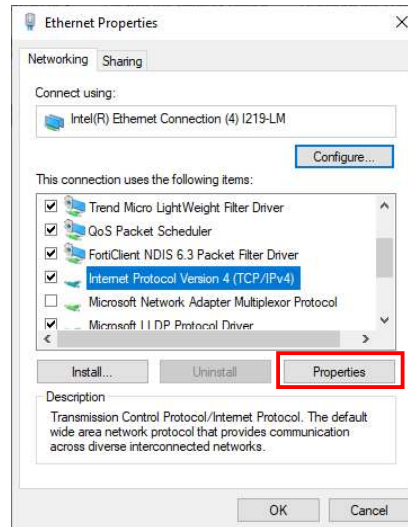 Ethernet Properties
Networking
Sharing
Connect using:
Intel(R) Ethernet Connection (4) I219-LM
Configure...
This connection uses the following items:
Trend Micro LightWeight Filter Driver
QoS Packet Scheduler
FortiClient NDIS 6.3 Packet Filter Driver
Internet Protocol Version 4 (TCP/IPv4)
Microsoft Network Adapter Multiplexor Protocol
Microsoft LLDP Protocol Driver
Install...
Uninstall
Properties
Description
Transmission Control Protocol/Internet Protocol. The default
wide area network protocol that provides communication
across diverse interconnected networks.
OK
Cancel